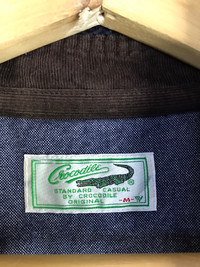 Crocodile
STANDARD CASUAL
BY CROCODILE
ORIGINAL -M-